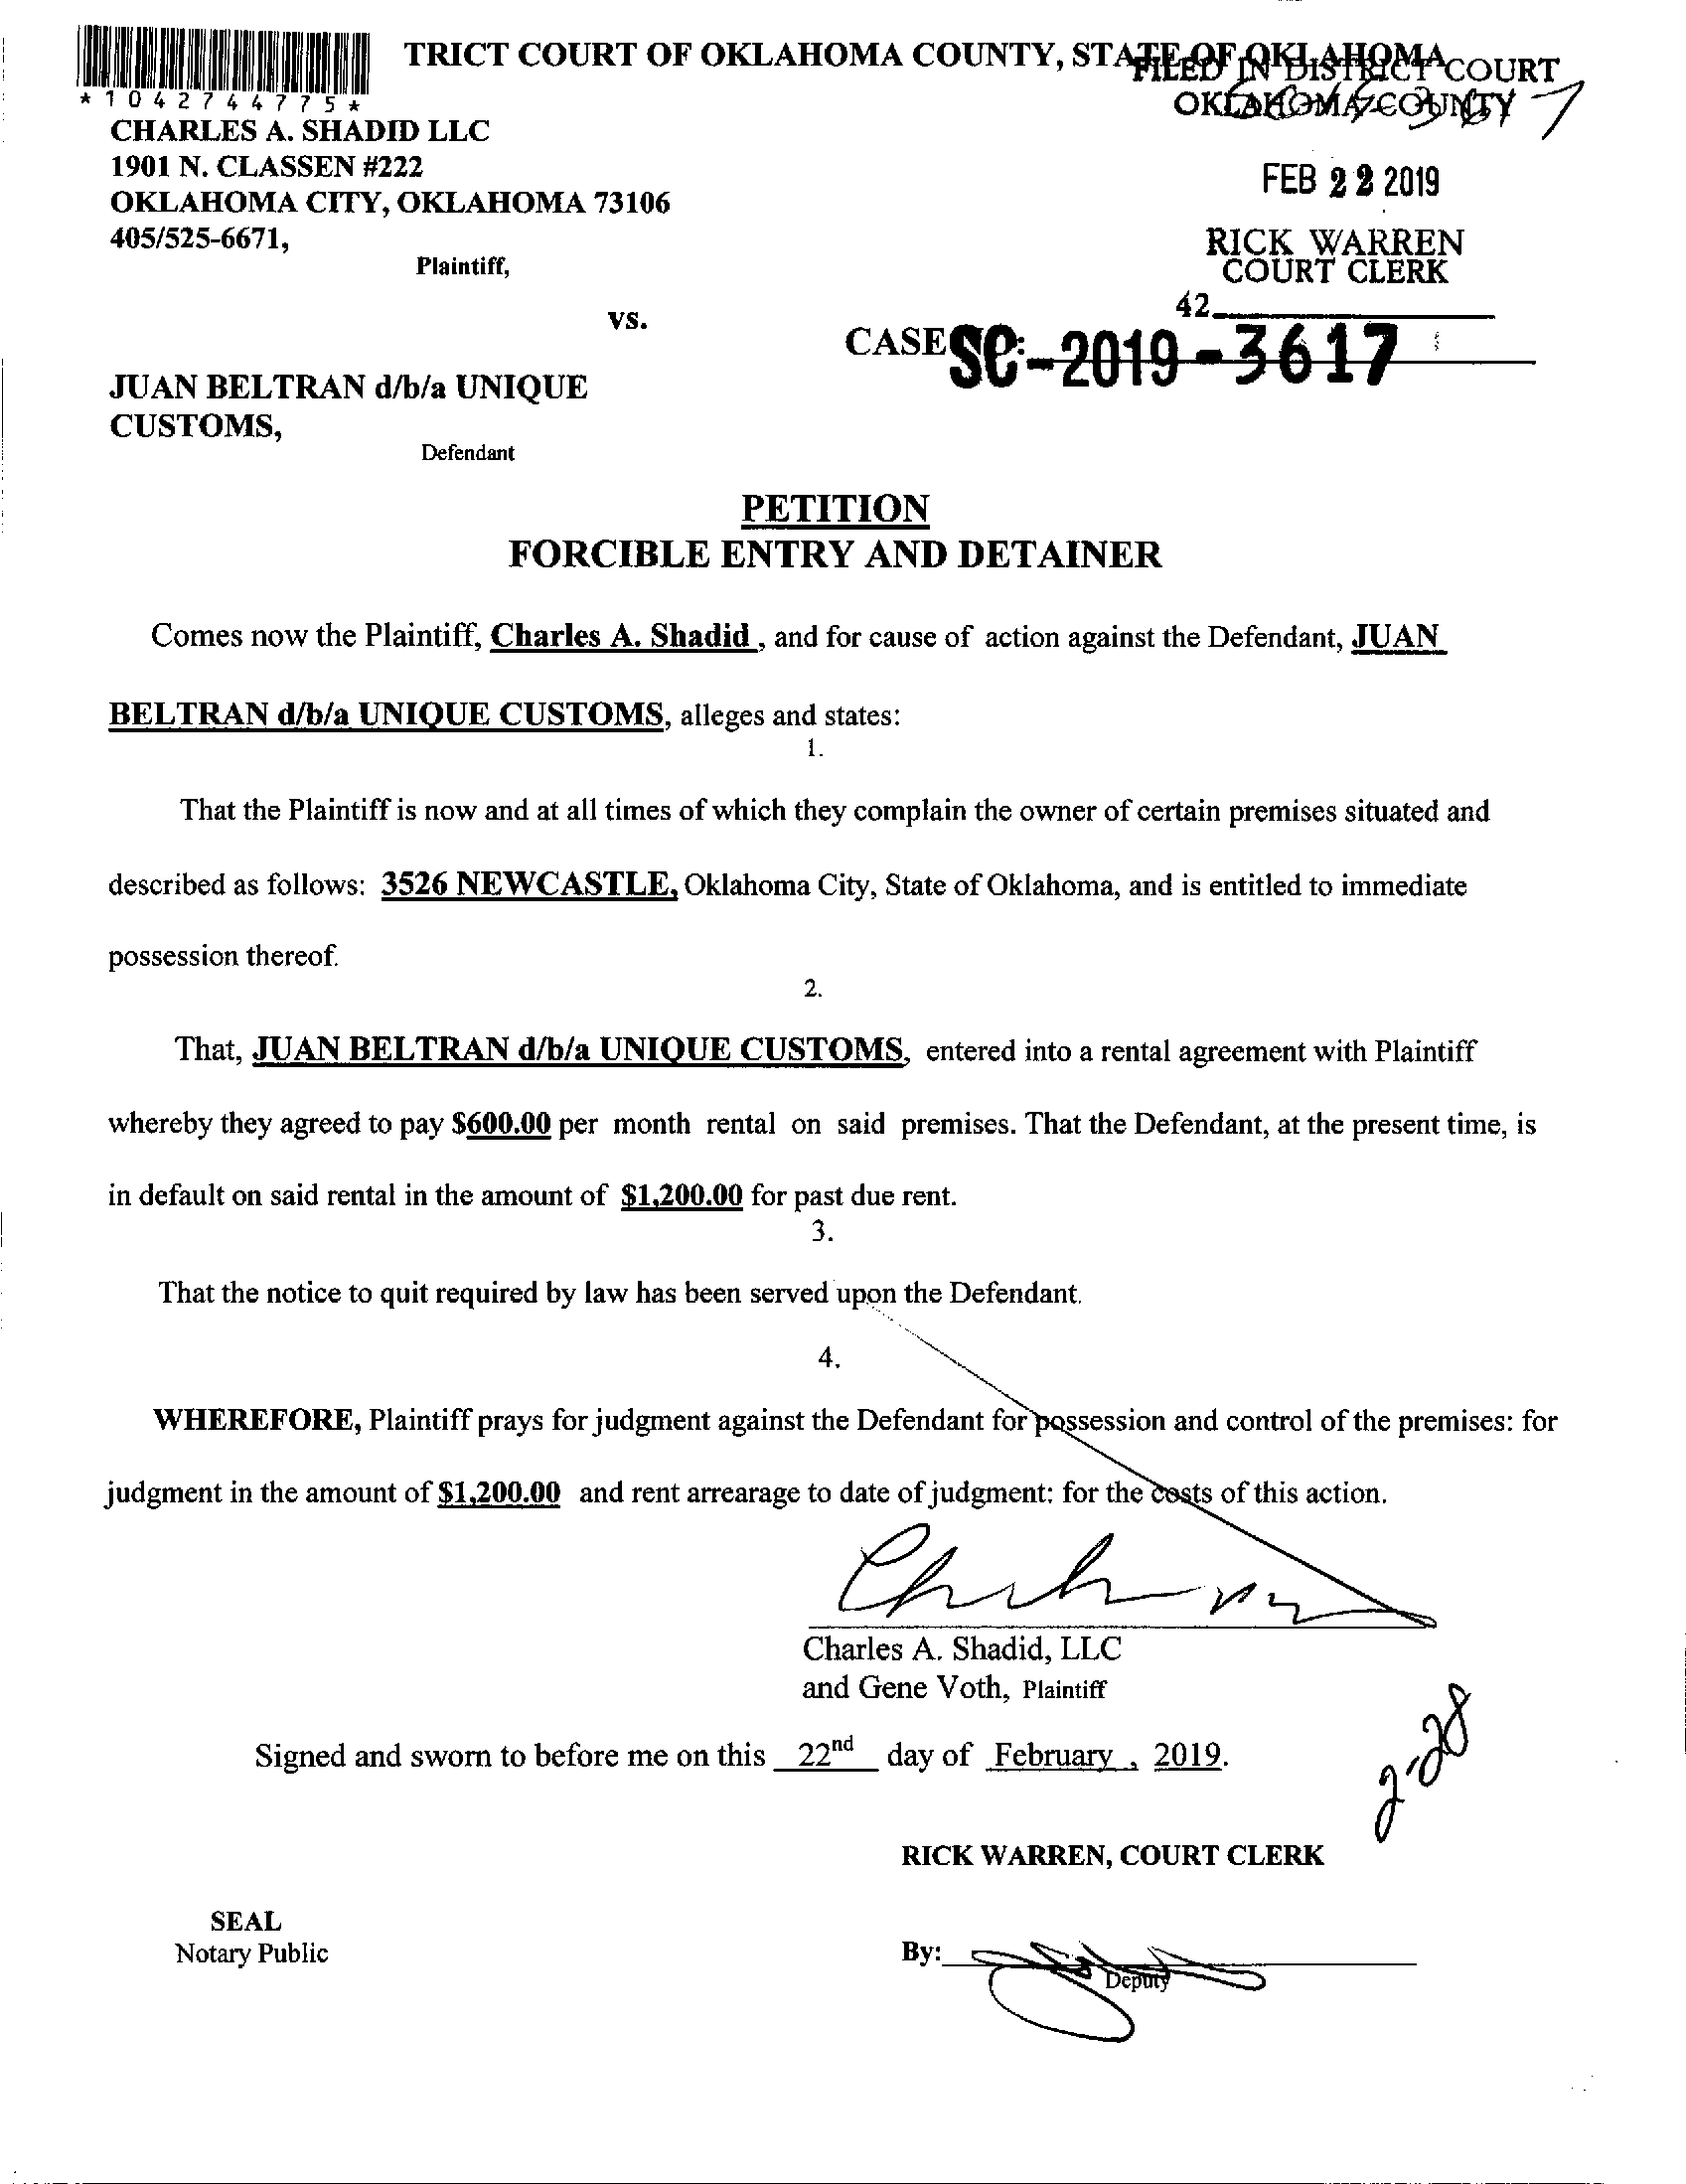 TRICT COURT OF OKLAHOMA COUNTY, STATE OF OKLAHOMA
FILED IN DISTRICT COURT
OKLAHOMA COUNTY
*1042744775*
CHARLES A. SHADID LLC
1901 N. CLASSEN #222
OKLAHOMA CITY, OKLAHOMA 73106
405/525-6671,
Plaintiff,
FEB 22 2019
RICK WARREN
COURT CLERK
42
vs.
CASE SC-2019-3617
JUAN BELTRAN d/b/a UNIQUE
CUSTOMS,
Defendant
PETITION
FORCIBLE ENTRY AND DETAINER
Comes now the Plaintiff, Charles A. Shadid , and for cause of action against the Defendant, JUAN
BELTRAN d/b/a UNIQUE CUSTOMS, alleges and states:
1.
That the Plaintiff is now and at all times of which they complain the owner of certain premises situated and
described as follows: 3526 NEWCASTLE, Oklahoma City, State of Oklahoma, and is entitled to immediate
possession thereof.
2.
That, JUAN BELTRAN d/b/a UNIQUE CUSTOMS, entered into a rental agreement with Plaintiff
whereby they agreed to pay $600.00 per month rental on said premises. That the Defendant, at the present time, is
in default on said rental in the amount of $1,200.00 for past due rent.
3.
That the notice to quit required by law has been served upon the Defendant.
4.
WHEREFORE, Plaintiff prays for judgment against the Defendant for possession and control of the premises: for
judgment in the amount of $1,200.00 and rent arrearage to date of judgment: for the costs of this action.
Charles A. Shadid, LLC
and Gene Voth, Plaintiff
2-28
Signed and sworn to before me on this 22nd day of February , 2019.
RICK WARREN, COURT CLERK
SEAL
Notary Public
By:
Deputy